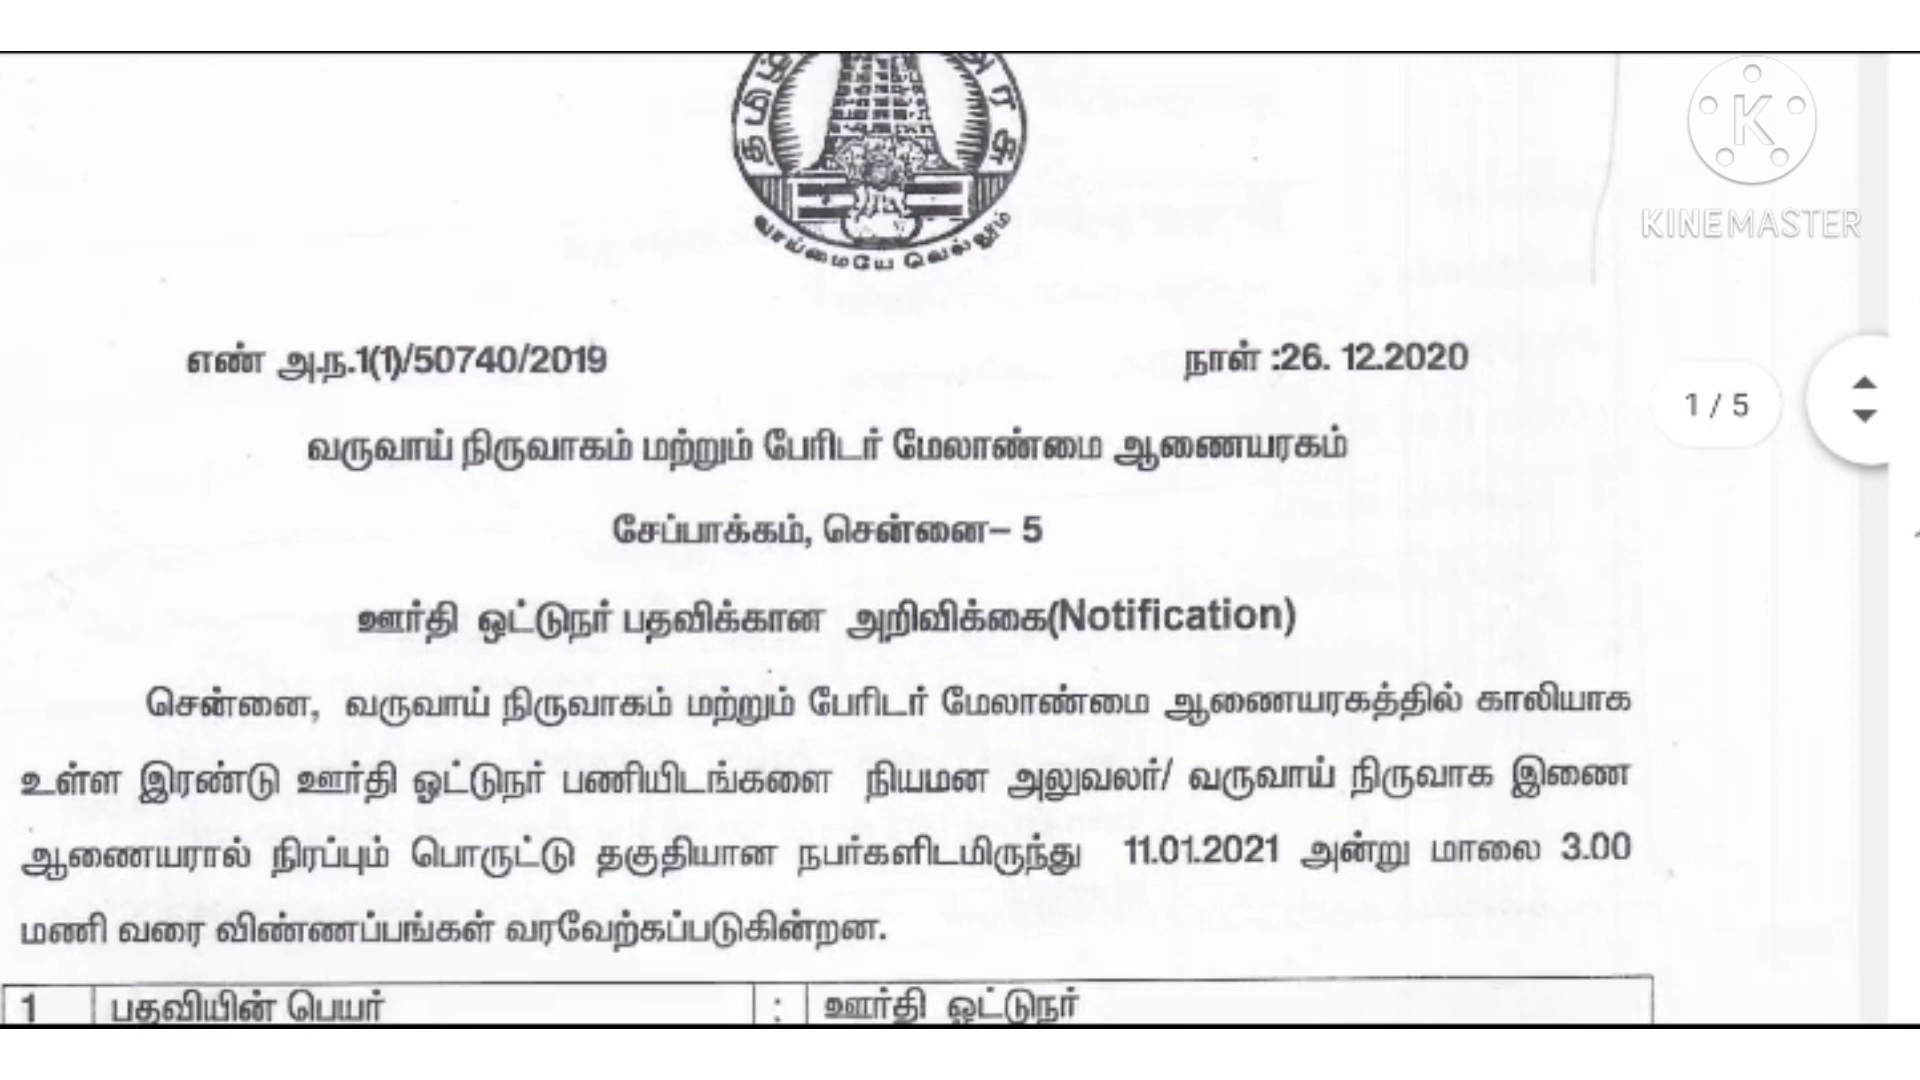 தமிழ் ரசு
வாய்மையே வெல்லும்
KINEMASTER
எண் அ.ந.1(1)/50740/2019 நாள் :26. 12.2020
1 / 5
வருவாய் நிருவாகம் மற்றும் பேரிடர் மேலாண்மை ஆணையரகம்
சேப்பாக்கம், சென்னை– 5
ஊர்தி ஓட்டுநர் பதவிக்கான அறிவிக்கை(Notification)
சென்னை, வருவாய் நிருவாகம் மற்றும் பேரிடர் மேலாண்மை ஆணையரகத்தில் காலியாக
உள்ள இரண்டு ஊர்தி ஓட்டுநர் பணியிடங்களை நியமன அலுவலர்/ வருவாய் நிருவாக இணை
ஆணையரால் நிரப்பும் பொருட்டு தகுதியான நபர்களிடமிருந்து 11.01.2021 அன்று மாலை 3.00
மணி வரை விண்ணப்பங்கள் வரவேற்கப்படுகின்றன.
1 பதவியின் பெயர் : ஊர்தி ஓட்டுநர்